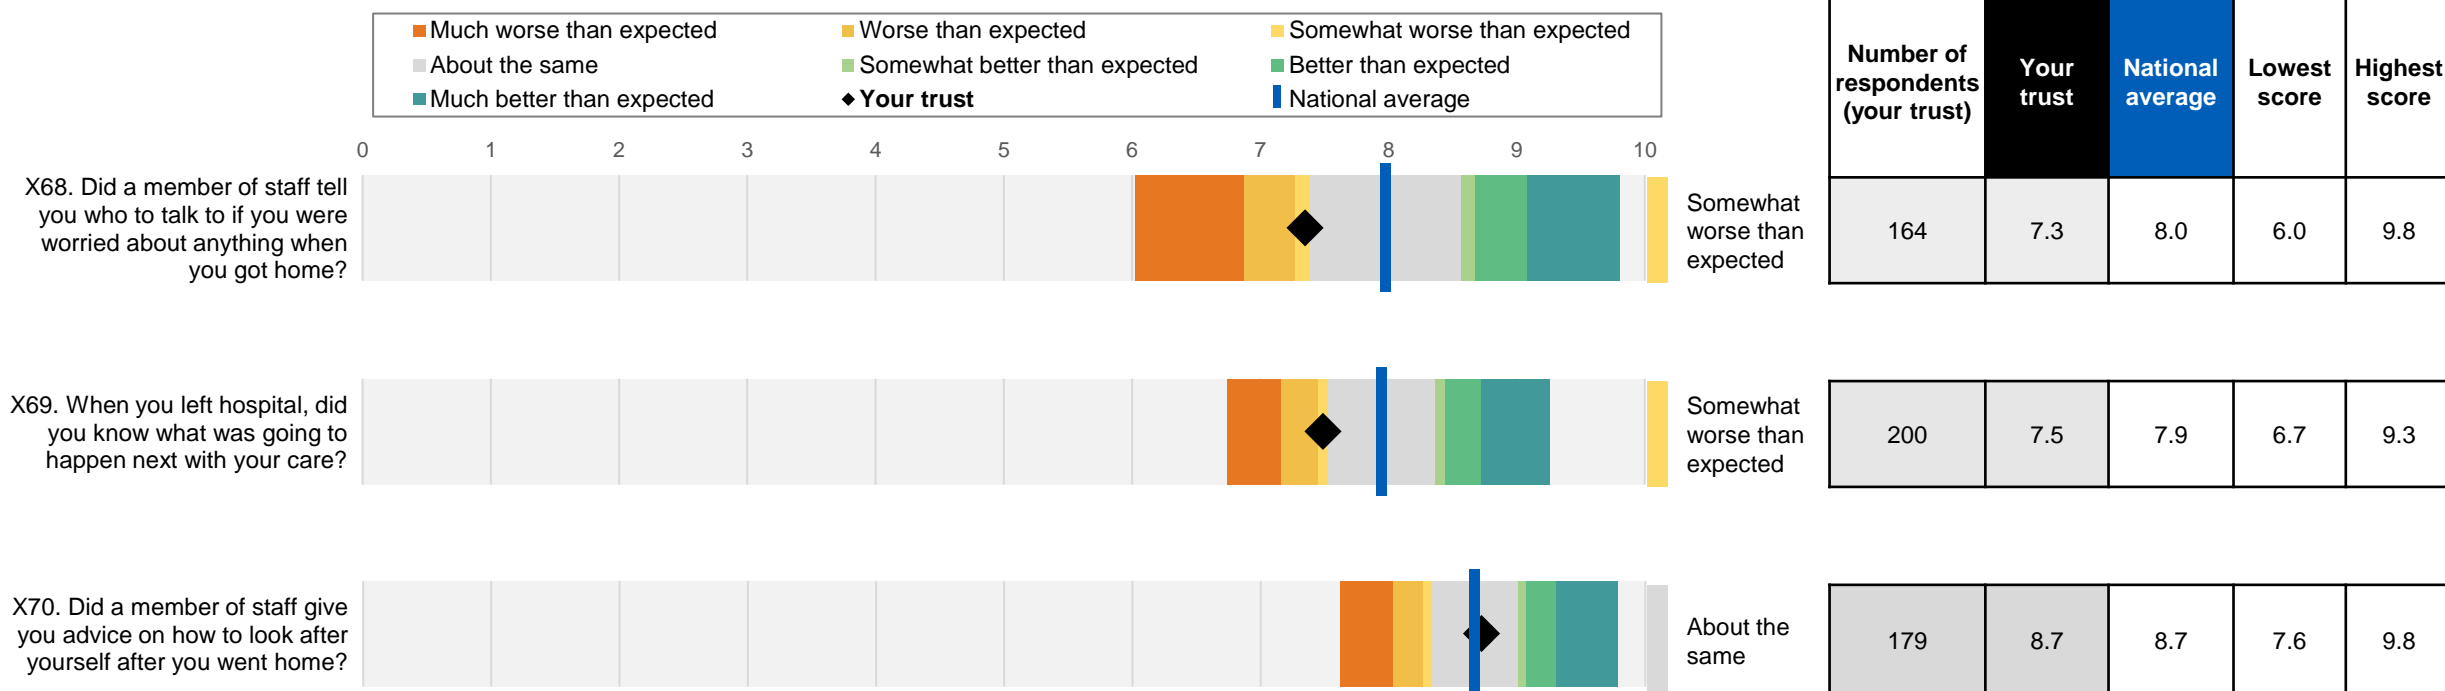 Much worse than expected
Worse than expected
Somewhat worse than expected
About the same
Somewhat better than expected
Better than expected
Much better than expected
Your trust
National average
Number of
respondents
(your trust)
Your
trust
National
average
Lowest
score
Highest
score
0 1 2 3 4 5 6 7 8 9 10
X68. Did a member of staff tell
you who to talk to if you were
worried about anything when
you got home?
Somewhat
worse than
expected
164 7.3 8.0 6.0 9.8
X69. When you left hospital, did
you know what was going to
happen next with your care?
Somewhat
worse than
expected
200 7.5 7.9 6.7 9.3
X70. Did a member of staff give
you advice on how to look after
yourself after you went home?
About the
same
179 8.7 8.7 7.6 9.8